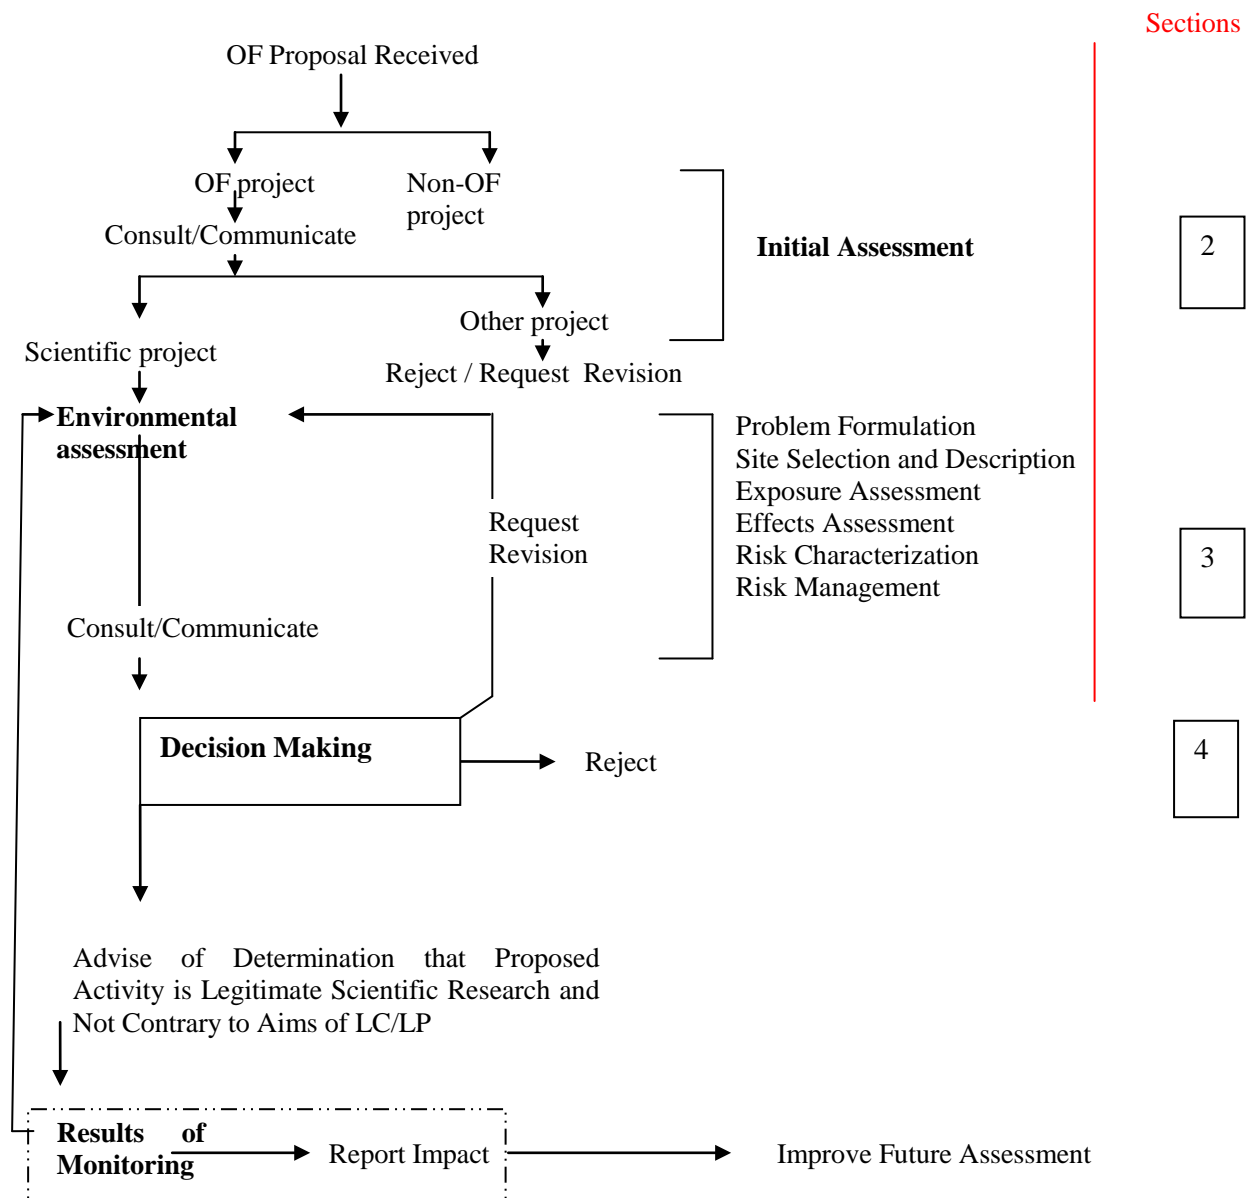 Sections
OF Proposal Received
OF project
Non-OF
project
Consult/Communicate
Initial Assessment
2
Other project
Scientific project
Reject / Request Revision
Environmental
assessment
Problem Formulation
Site Selection and Description
Exposure Assessment
Effects Assessment
Risk Characterization
Risk Management
Request
Revision
3
Consult/Communicate
Decision Making
Reject
4
Advise of Determination that Proposed
Activity is Legitimate Scientific Research and
Not Contrary to Aims of LC/LP
Results of
Monitoring
Report Impact
Improve Future Assessment